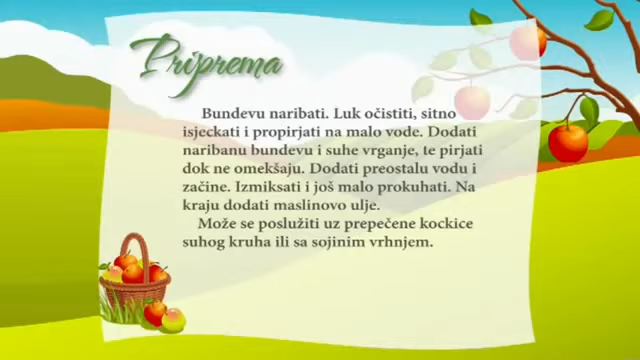 Priprema
Bundevu naribati. Luk očistiti, sitno
isjeckati i propirjati na malo vode. Dodati
naribanu bundevu i suhe vrganje, te pirjati
dok ne omekšaju. Dodati preostalu vodu i
začine. Izmiksati i još malo prokuhati. Na
kraju dodati maslinovo ulje.
Može se poslužiti uz prepečene kockice
suhog kruha ili sa sojinim vrhnjem.